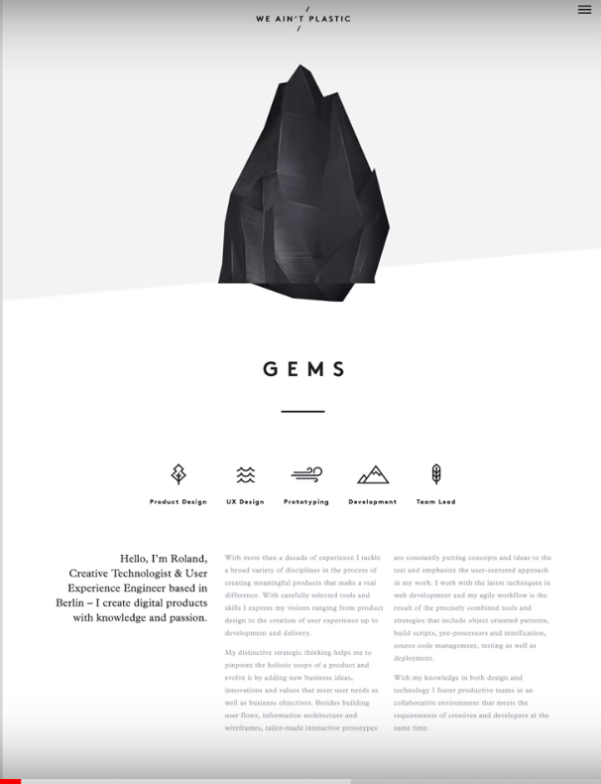 WE AIN'T PLASTIC
GEMS
Product Design
UX Design
Prototyping
Development
Team Lead
Hello, I'm Roland,
Creative Technologist & User
Experience Engineer based in
Berlin – I create digital products
with knowledge and passion.
With more than a decade of experience I tackle
a broad variety of disciplines in the process of
creating meaningful products that make a real
difference. With carefully selected tools and
skills I express my visions ranging from product
design to the creation of user experience up to
development and delivery.
My distinctive strategic thinking helps me to
pinpoint the holistic scope of a product and
evolve it by adding new business ideas,
innovations and values that meet user needs as
well as business objectives. Besides building
user flows, information architecture and
wireframes, tailor-made interactive prototypes
are constantly putting concepts and ideas to the
test and emphasize the user-centered approach
in my work. I work with the latest techniques in
web development and my agile workflow is the
result of the precisely combined tools and
strategies that include object oriented patterns,
build scripts, pre-processors and minification,
source code management, testing as well as
deployment.
With my knowledge in both design and
technology I foster productive teams in an
collaborative environment that meets the
requirements of creatives and developers at the
same time.